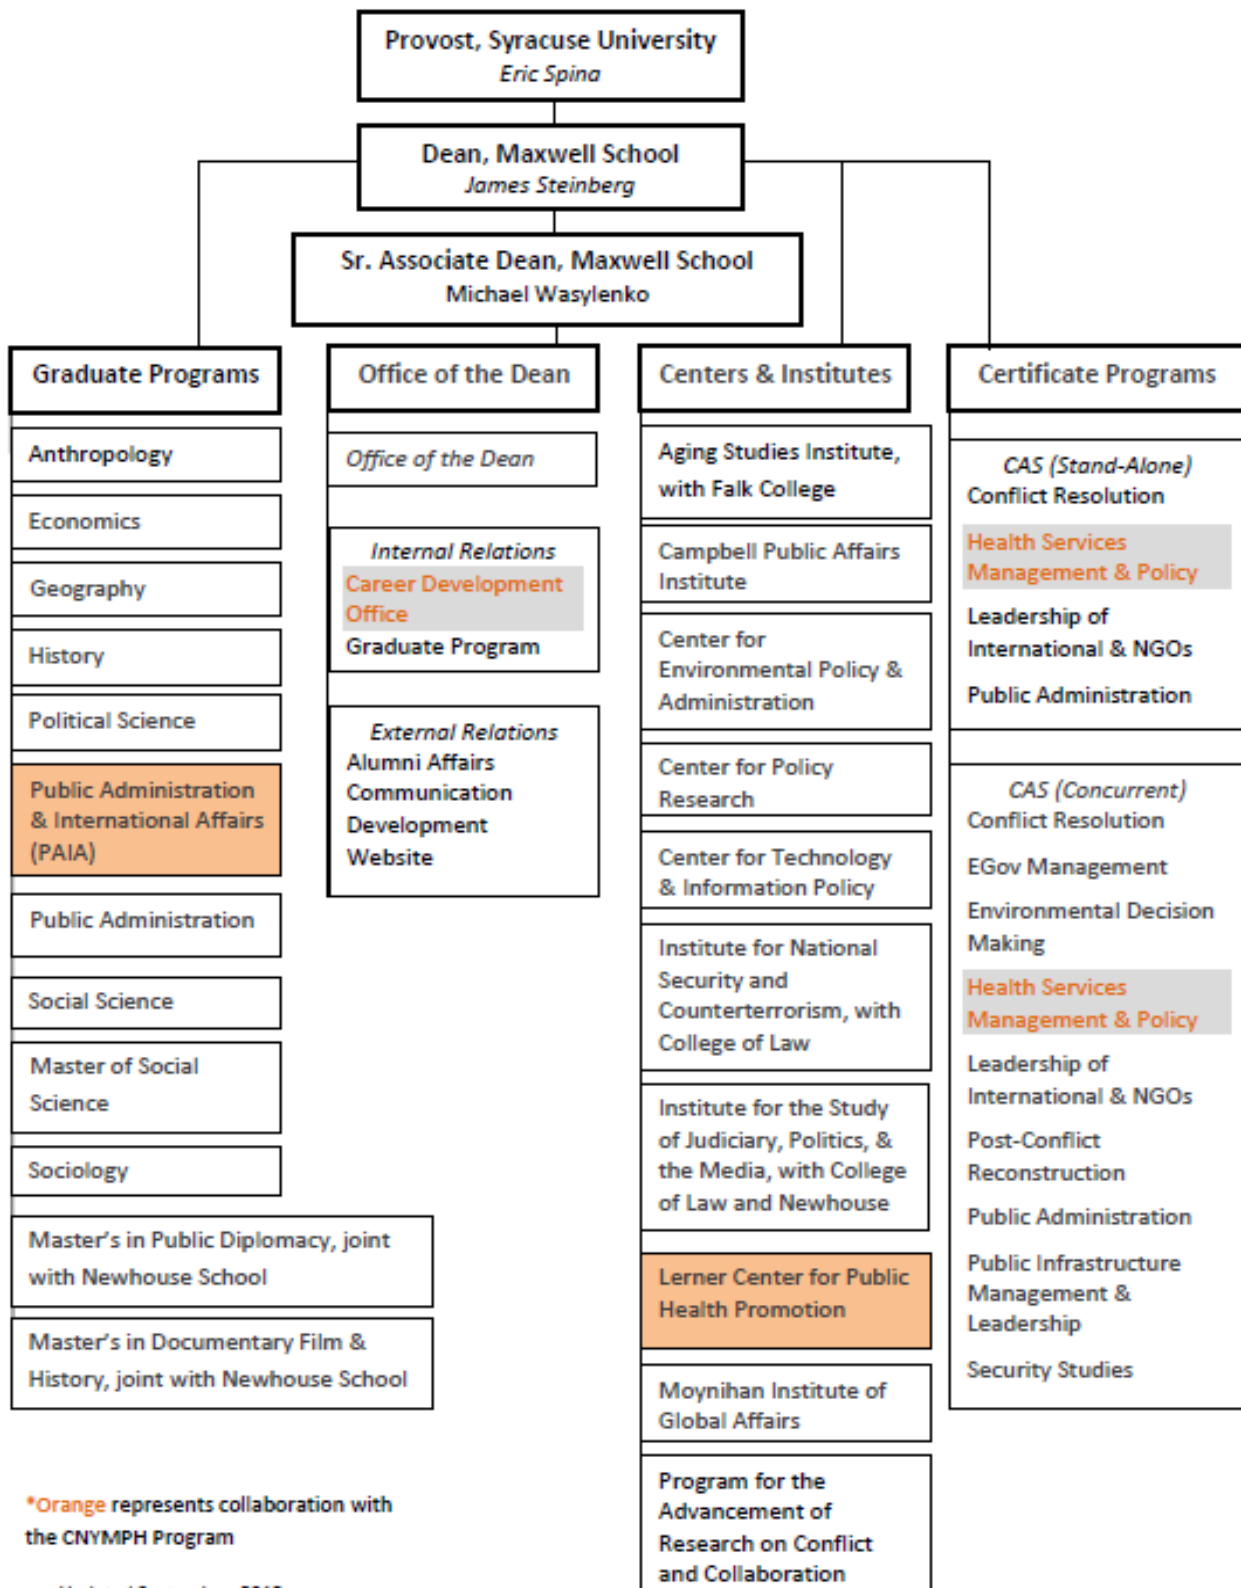 Provost, Syracuse University
Eric Spina
Dean, Maxwell School
James Steinberg
Sr. Associate Dean, Maxwell School
Michael Wasylenko
Graduate Programs
Anthropology
Economics
Geography
History
Political Science
Public Administration
& International Affairs
(PAIA)
Public Administration
Social Science
Master of Social
Science
Sociology
Master's in Public Diplomacy, joint
with Newhouse School
Master's in Documentary Film &
History, joint with Newhouse School
Office of the Dean
Office of the Dean
Internal Relations
Career Development
Office
Graduate Program
External Relations
Alumni Affairs
Communication
Development
Website
Centers & Institutes
Aging Studies Institute,
with Falk College
Campbell Public Affairs
Institute
Center for
Environmental Policy &
Administration
Center for Policy
Research
Center for Technology
& Information Policy
Institute for National
Security and
Counterterrorism, with
College of Law
Institute for the Study
of Judiciary, Politics, &
the Media, with College
of Law and Newhouse
Lerner Center for Public
Health Promotion
Moynihan Institute of
Global Affairs
Program for the
Advancement of
Research on Conflict
and Collaboration
Certificate Programs
CAS (Stand-Alone)
Conflict Resolution
Health Services
Management & Policy
Leadership of
International & NGOs
Public Administration
CAS (Concurrent)
Conflict Resolution
EGov Management
Environmental Decision
Making
Health Services
Management & Policy
Leadership of
International & NGOs
Post-Conflict
Reconstruction
Public Administration
Public Infrastructure
Management &
Leadership
Security Studies
*Orange represents collaboration with
the CNYMPH Program